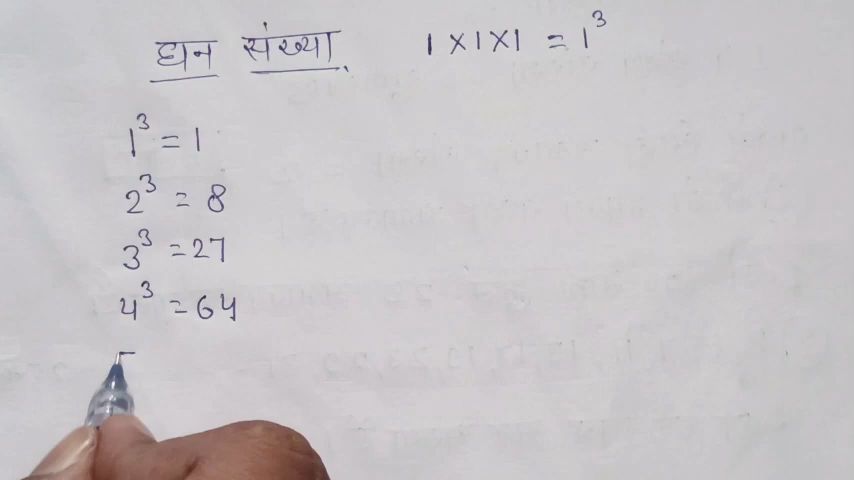 घन संख्या. 1 × 1 × 1 = 1³
1³ = 1
2³ = 8
3³ = 27
4³ = 64